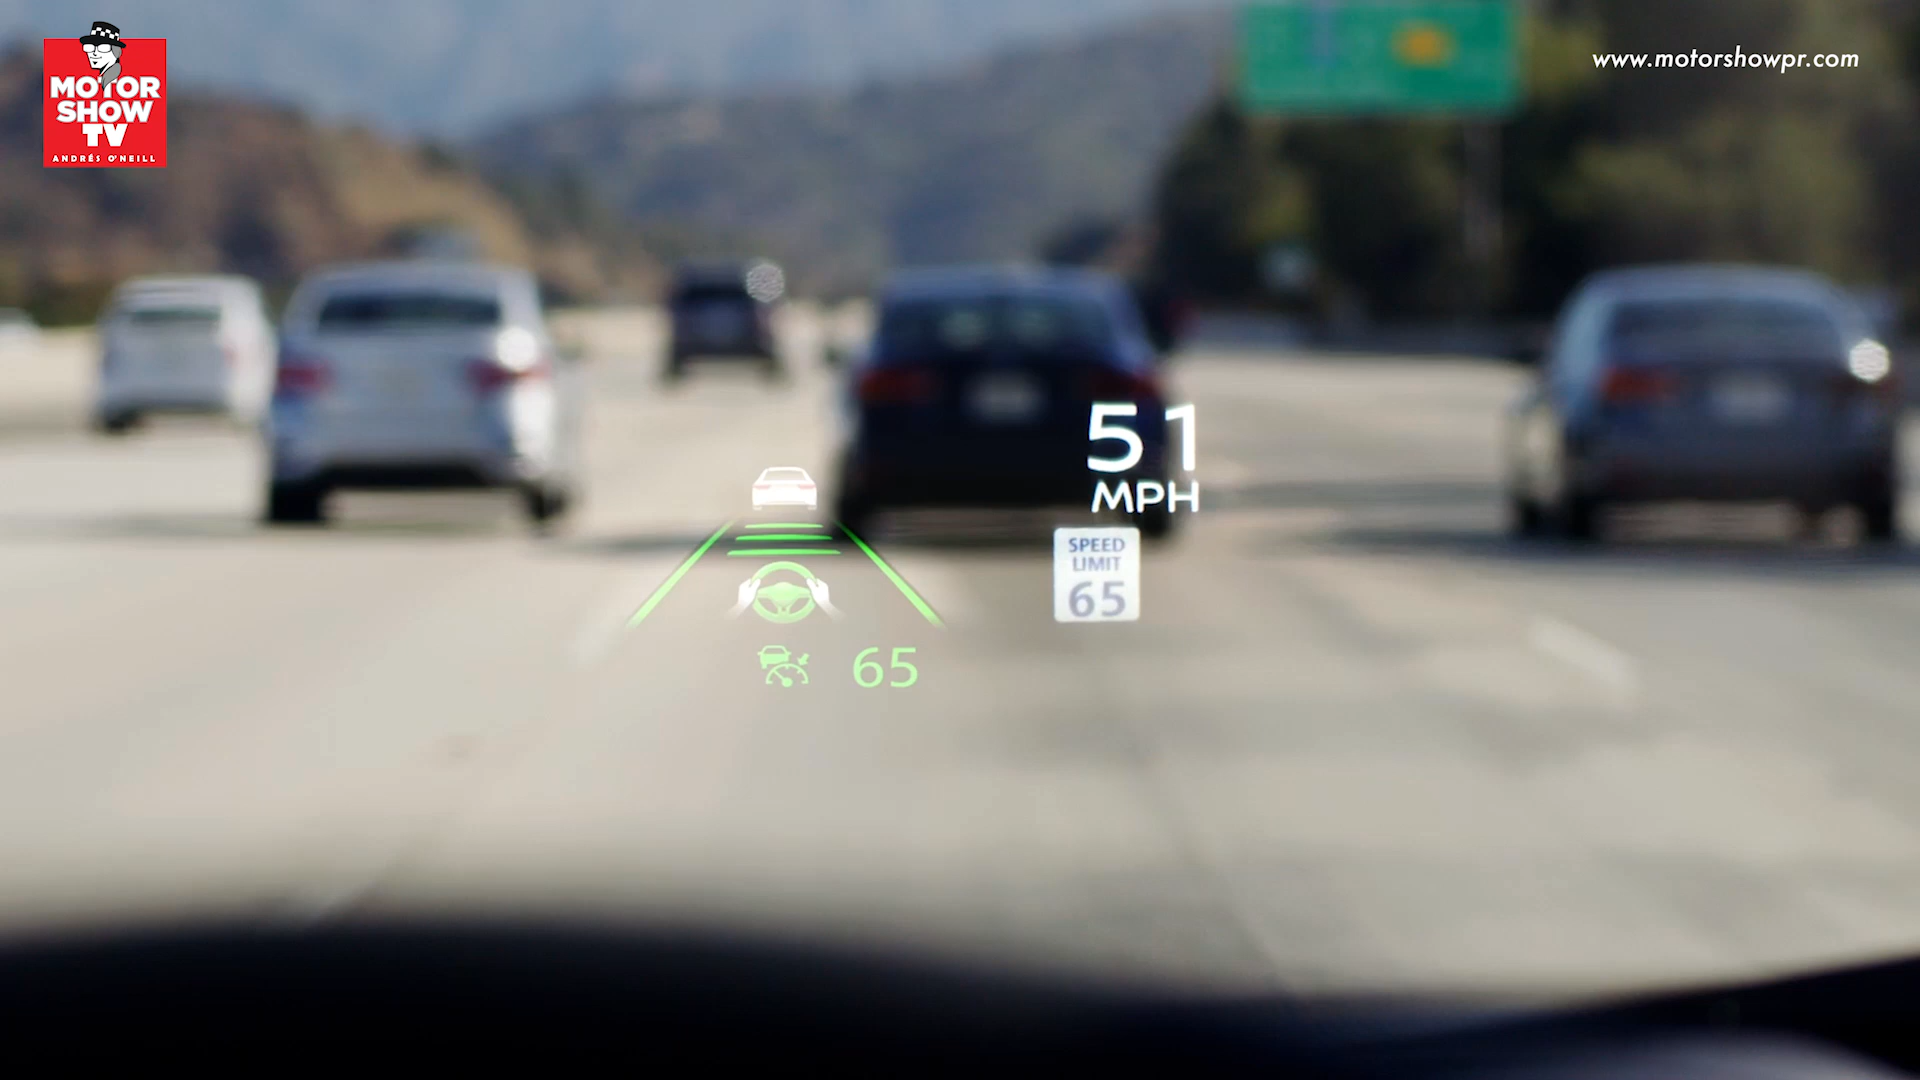 MOTOR
SHOW
TV
ANDRÉS O'NEILL
www.motorshowpr.com
51
MPH
SPEED
LIMIT
65
65